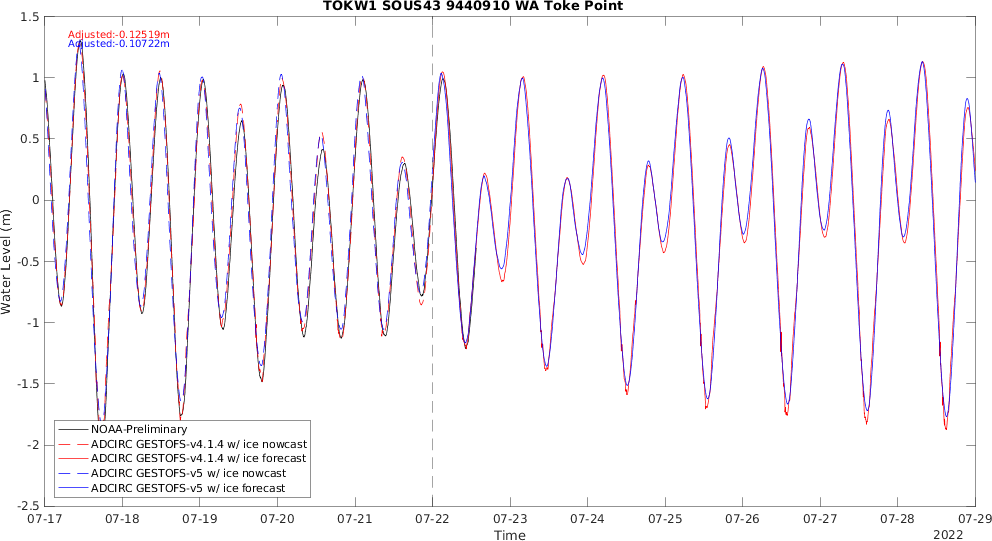 TOKW1 SOUS43 9440910 WA Toke Point
Adjusted:-0.12519m
Adjusted:-0.10722m
1.5
1
0.5
0
-0.5
-1
-1.5
-2
-2.5
Water Level (m)
NOAA-Preliminary
ADCIRC GESTOFS-v4.1.4 w/ ice nowcast
ADCIRC GESTOFS-v4.1.4 w/ ice forecast
ADCIRC GESTOFS-v5 w/ ice nowcast
ADCIRC GESTOFS-v5 w/ ice forecast
07-17 07-18 07-19 07-20 07-21 07-22 07-23 07-24 07-25 07-26 07-27 07-28 07-29
Time
2022